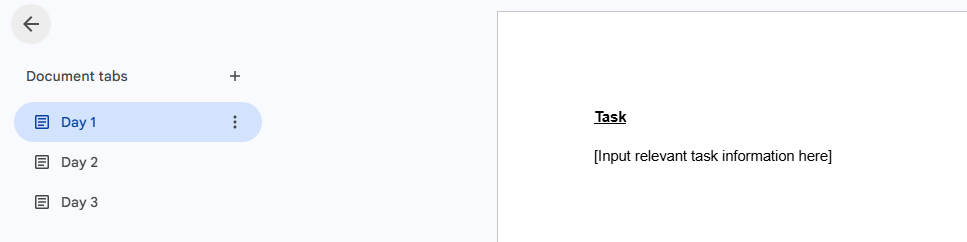 Document tabs
Day 1
Day 2
Day 3
Task
[Input relevant task information here]